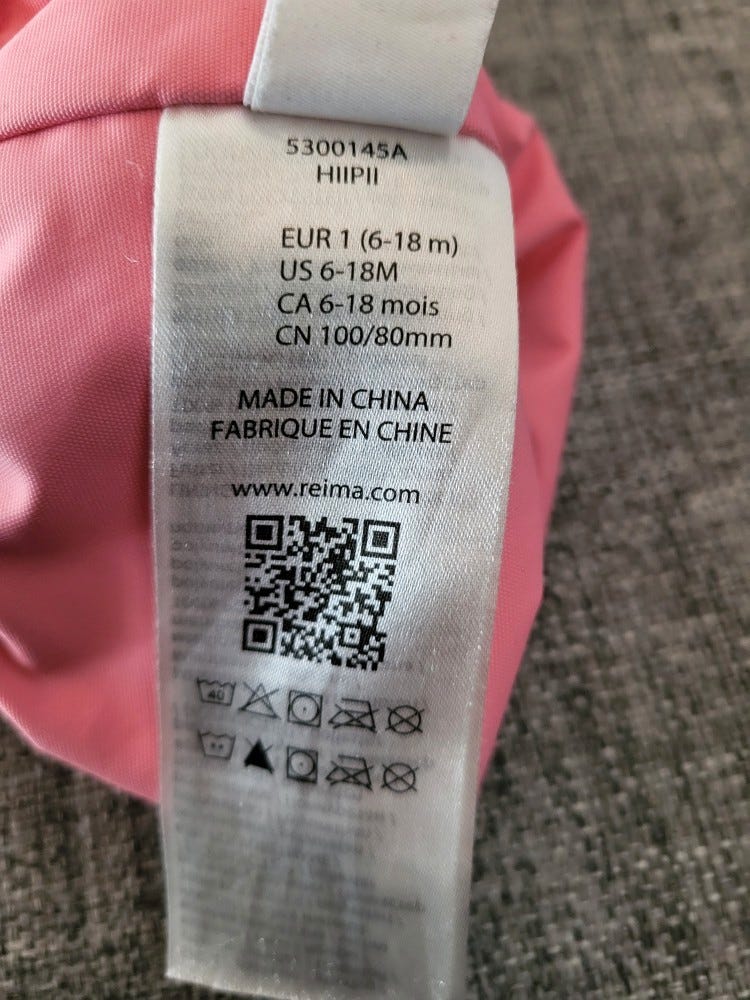 5300145A
HIIPII
EUR 1 (6-18 m)
US 6-18M
CA 6-18 mois
CN 100/80mm
MADE IN CHINA
FABRIQUE EN CHINE
www.reima.com
40